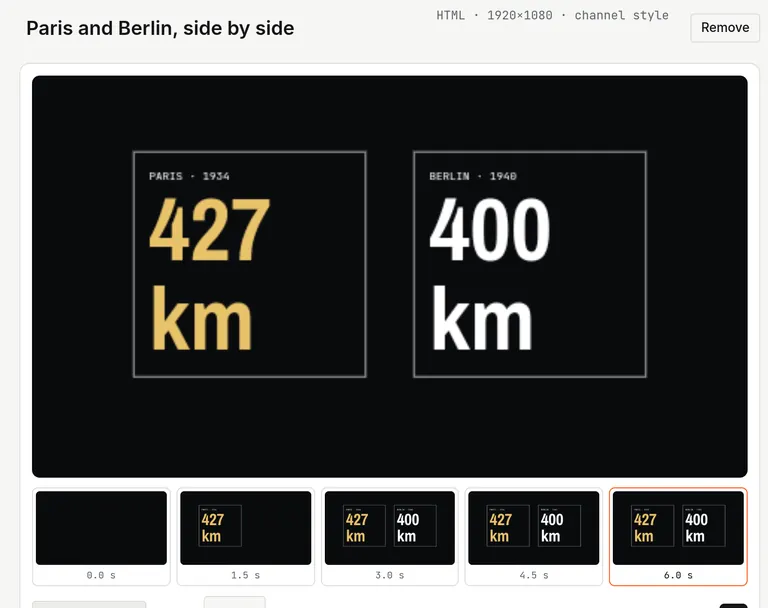 Paris and Berlin, side by side
HTML · 1920×1080 · channel style
Remove
PARIS · 1934
427
km
BERLIN · 1940
400
km
427
km
427
km
400
km
427
km
400
km
427
km
400
km
0.0 s
1.5 s
3.0 s
4.5 s
6.0 s